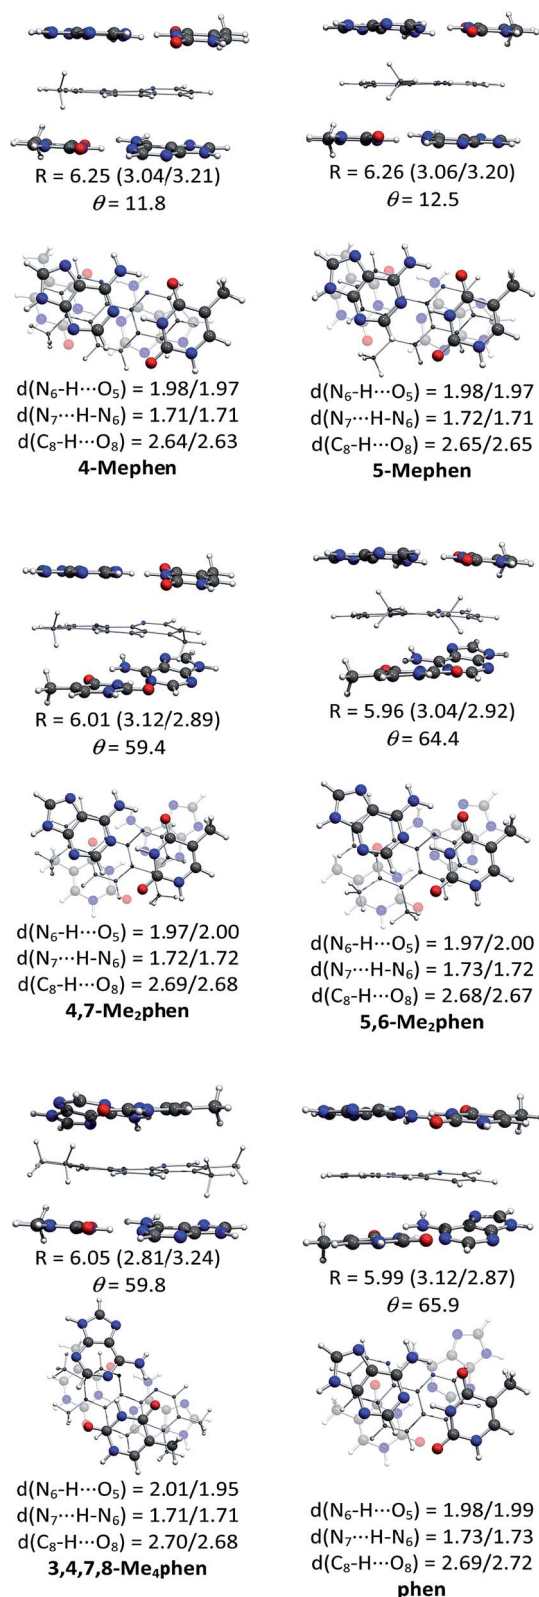 R = 6.25 (3.04/3.21)
θ = 11.8
R = 6.26 (3.06/3.20)
θ = 12.5
d(N₆-H···O₅) = 1.98/1.97
d(N₇···H-N₆) = 1.71/1.71
d(C₈-H···O₈) = 2.64/2.63
4-Mephen
d(N₆-H···O₅) = 1.98/1.97
d(N₇···H-N₆) = 1.72/1.71
d(C₈-H···O₈) = 2.65/2.65
5-Mephen
R = 6.01 (3.12/2.89)
θ = 59.4
R = 5.96 (3.04/2.92)
θ = 64.4
d(N₆-H···O₅) = 1.97/2.00
d(N₇···H-N₆) = 1.72/1.72
d(C₈-H···O₈) = 2.69/2.68
4,7-Me₂phen
d(N₆-H···O₅) = 1.97/2.00
d(N₇···H-N₆) = 1.73/1.72
d(C₈-H···O₈) = 2.68/2.67
5,6-Me₂phen
R = 6.05 (2.81/3.24)
θ = 59.8
R = 5.99 (3.12/2.87)
θ = 65.9
d(N₆-H···O₅) = 2.01/1.95
d(N₇···H-N₆) = 1.71/1.71
d(C₈-H···O₈) = 2.70/2.68
3,4,7,8-Me₄phen
d(N₆-H···O₅) = 1.98/1.99
d(N₇···H-N₆) = 1.73/1.73
d(C₈-H···O₈) = 2.69/2.72
phen